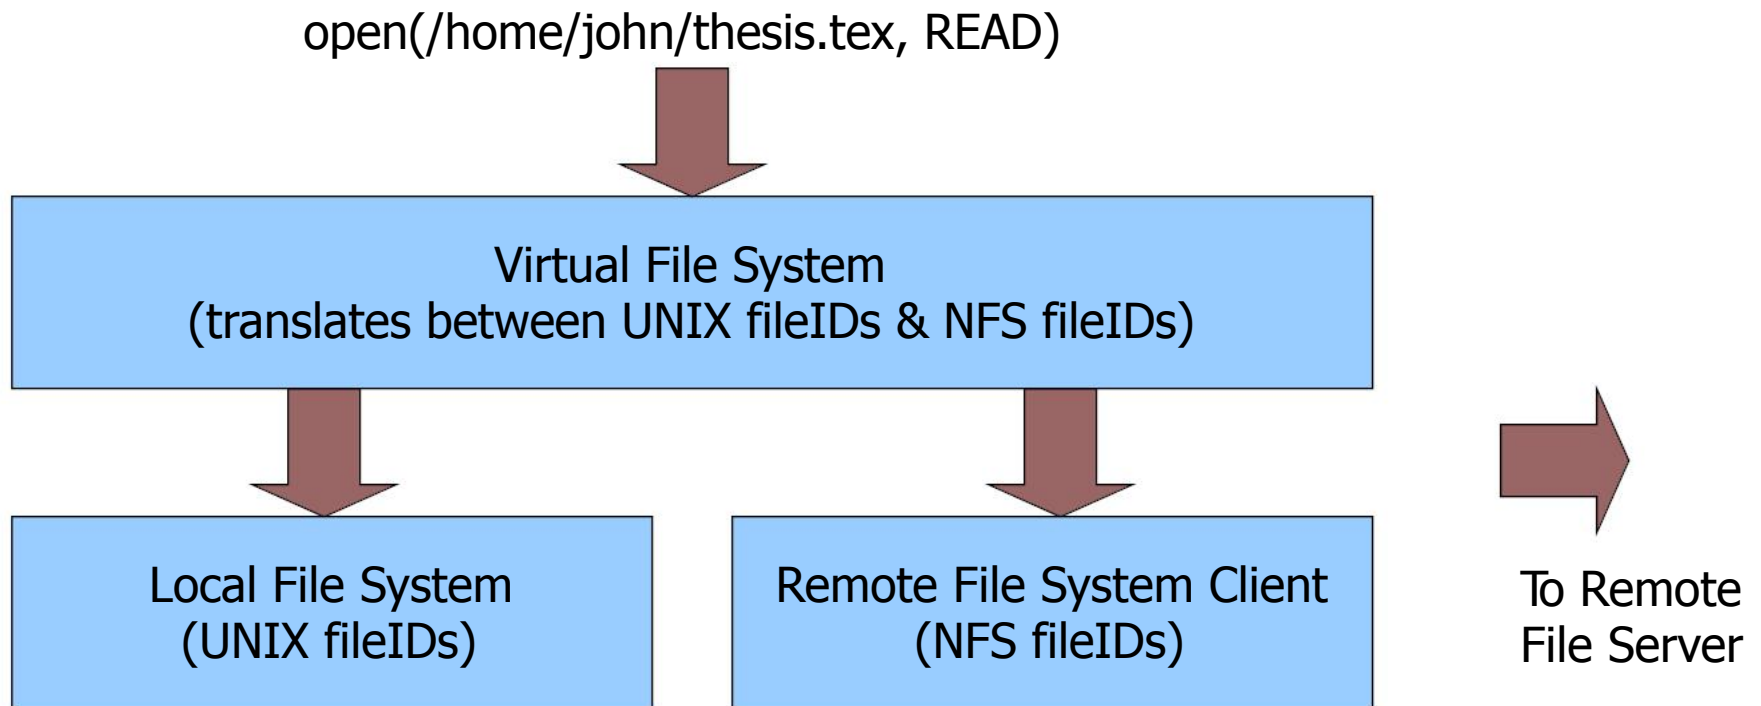 open(/home/john/thesis.tex, READ)
Virtual File System
(translates between UNIX fileIDs & NFS fileIDs)
Local File System
(UNIX fileIDs)
Remote File System Client
(NFS fileIDs)
To Remote
File Server